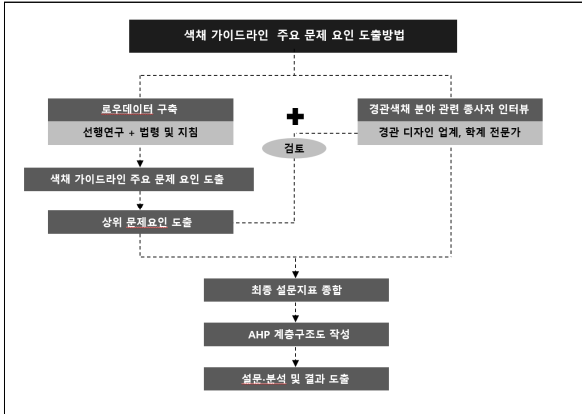 색채 가이드라인 주요 문제 요인 도출방법
로우데이터 구축
선행연구 + 법령 및 지침
경관색채 분야 관련 종사자 인터뷰
경관 디자인 업계, 학계 전문가
검토
색채 가이드라인 주요 문제 요인 도출
상위 문제요인 도출
최종 설문지표 종합
AHP 계층구조도 작성
설문·분석 및 결과 도출